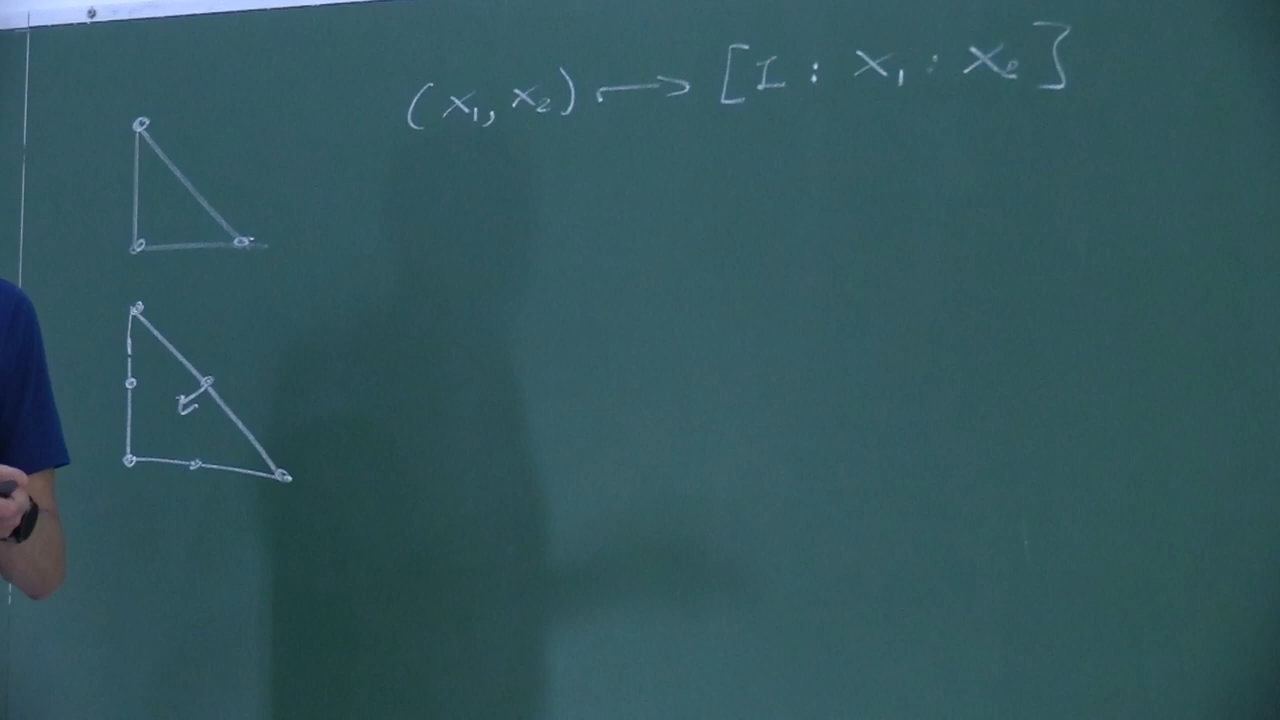 (x₁, x₂) ⟼ [1 : x₁ : x₂]